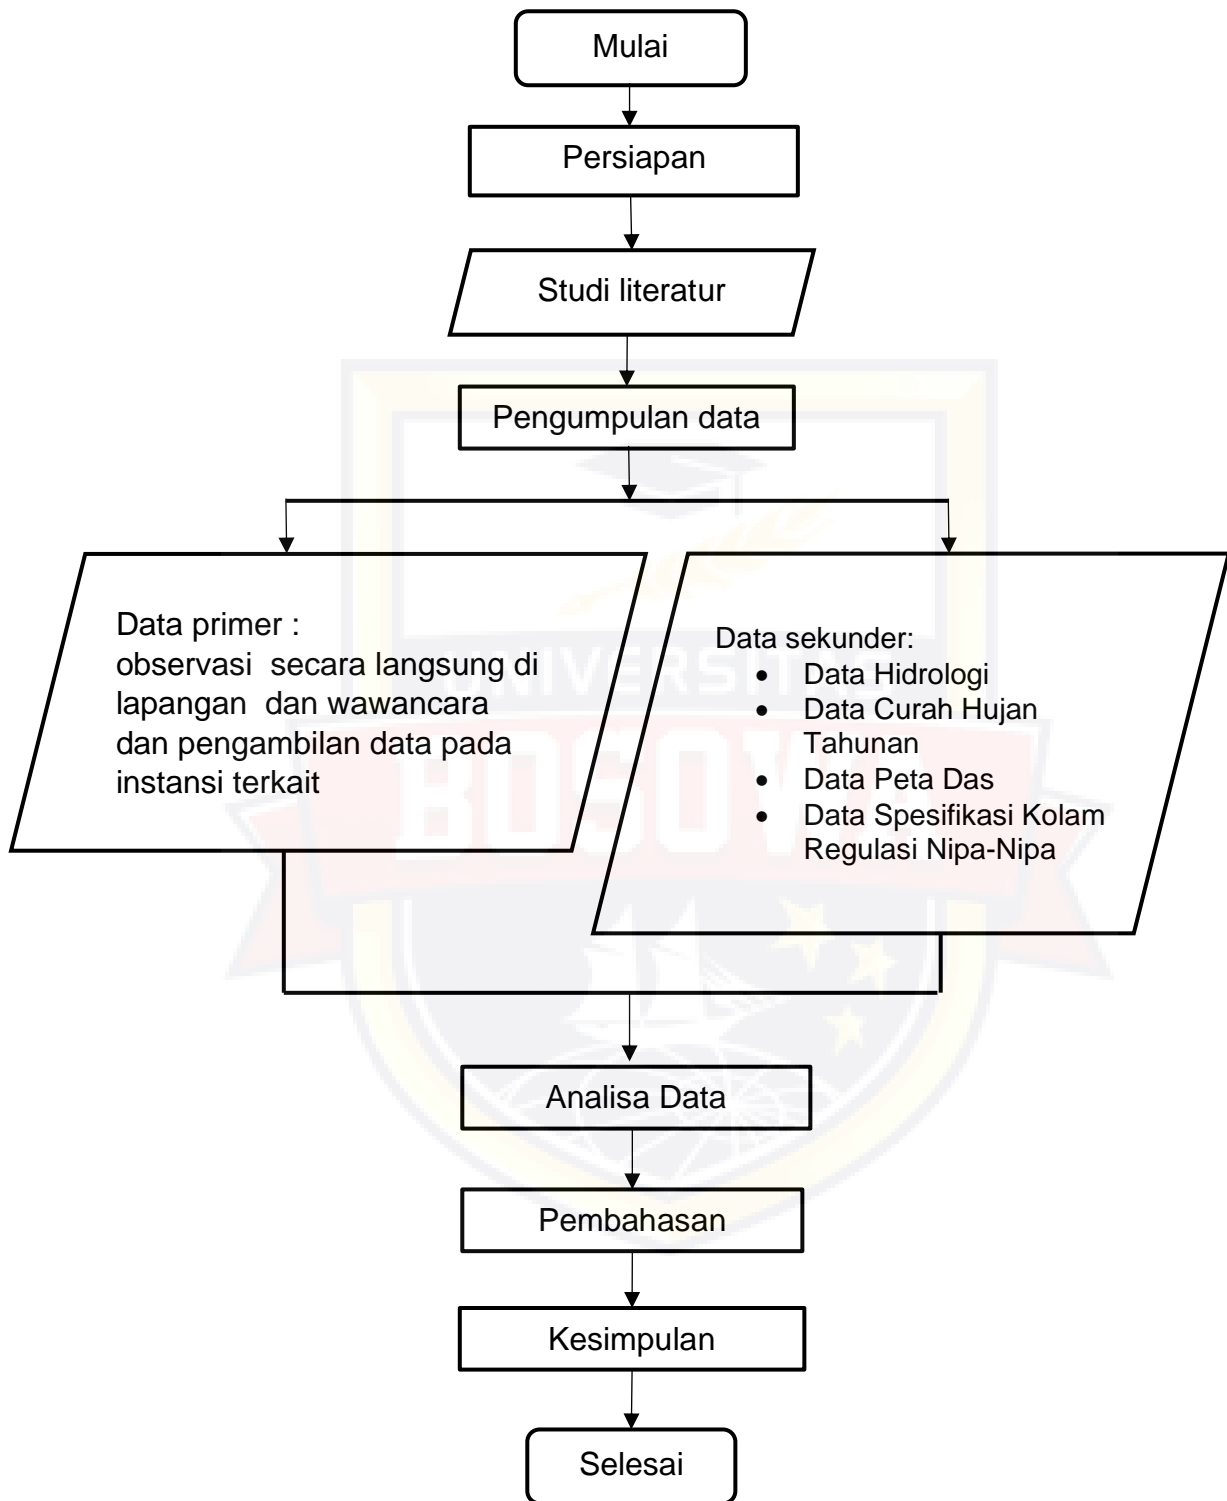 Mulai
Persiapan
Studi literatur
Pengumpulan data
Data primer :
observasi  secara langsung di
lapangan  dan wawancara
dan pengambilan data pada
instansi terkait
Data sekunder:
• Data Hidrologi
• Data Curah Hujan
Tahunan
• Data Peta Das
• Data Spesifikasi Kolam
Regulasi Nipa-Nipa
UNIVERSITAS
BOSOWA
Analisa Data
Pembahasan
Kesimpulan
Selesai